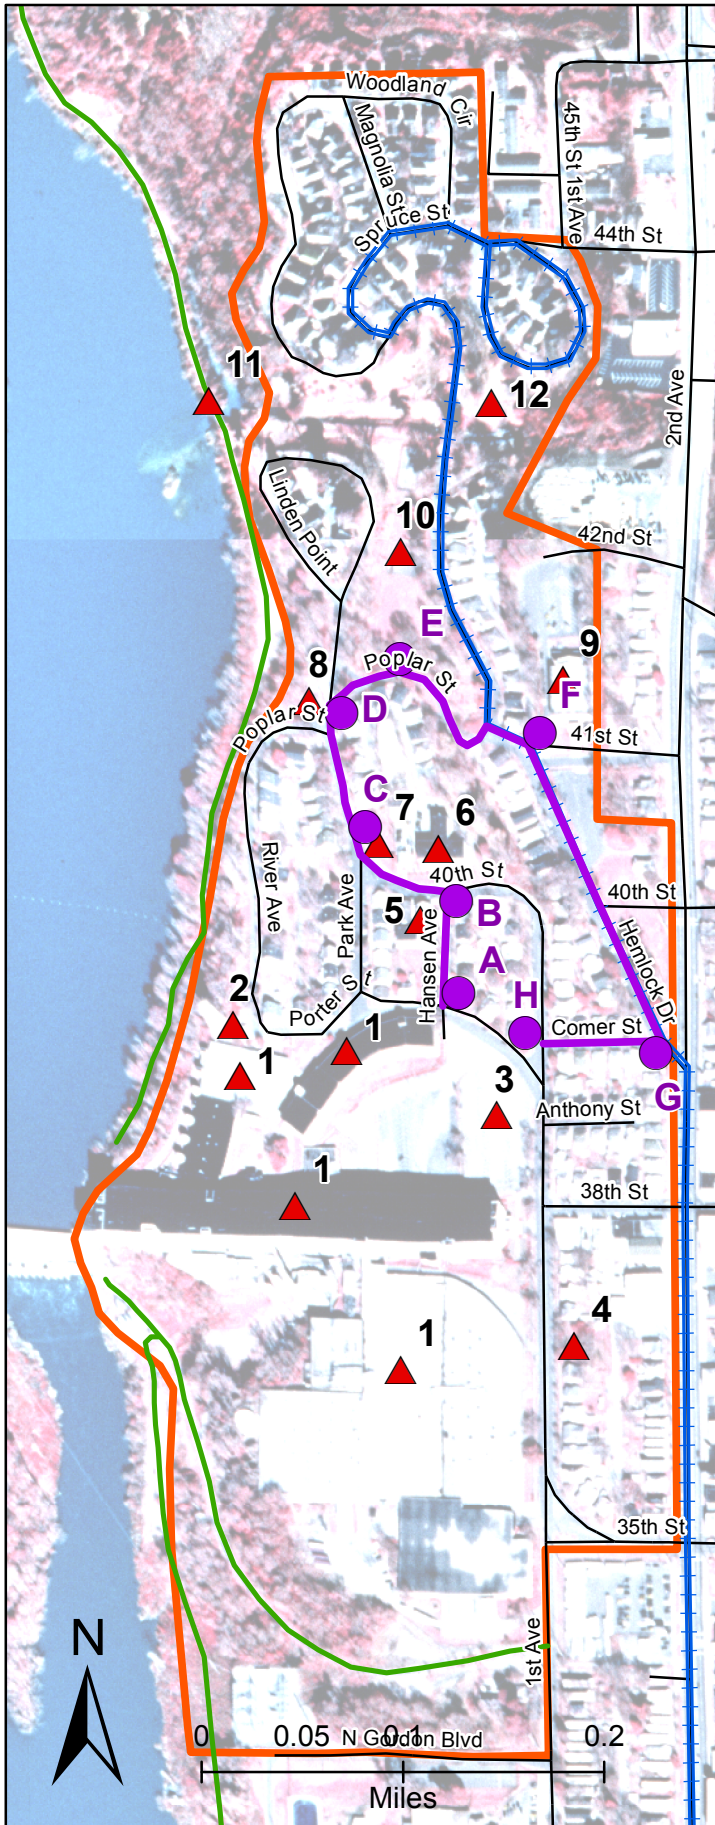 Woodland Cir
Magnolia St
45th St
1st Ave
Spruce St
44th St
11
12
2nd Ave
Linden Point
10
42nd St
E
9
8
Poplar St
F
Poplar St
D
41st St
C
7
6
River Ave
40th St
40th St
Park Ave
5
B
Hansen Ave
Hemlock Dr
A
2
Porter St
H
1
Comer St
1
G
3
Anthony St
1
38th St
4
1
35th St
N
1st Ave
0 0.05 0.1 0.2
N Gordon Blvd
Miles